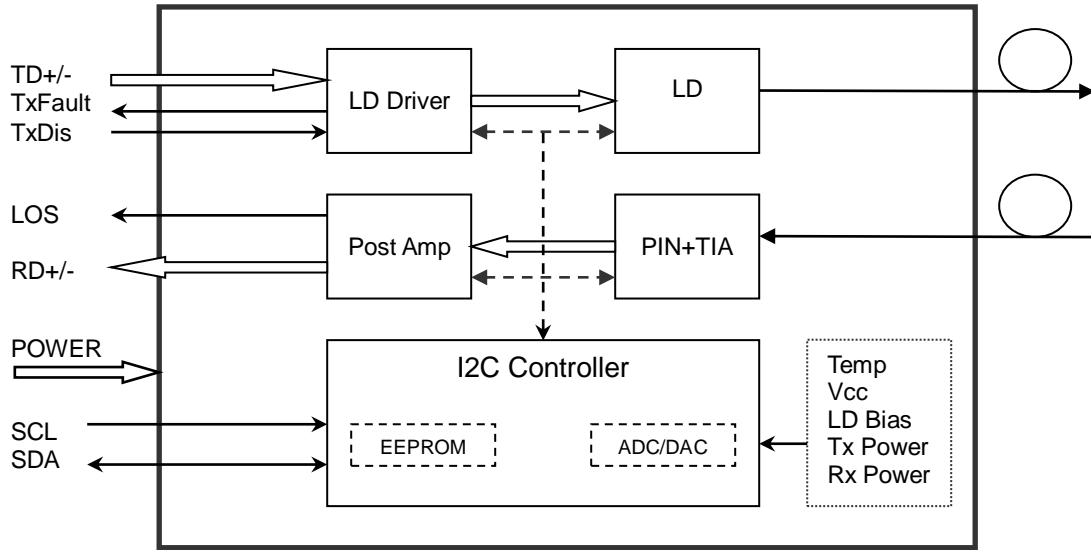 TD+/-
TxFault
TxDis
LD Driver
LD
LOS
RD+/-
Post Amp
PIN+TIA
POWER
SCL
SDA
I2C Controller
EEPROM
ADC/DAC
Temp
Vcc
LD Bias
Tx Power
Rx Power